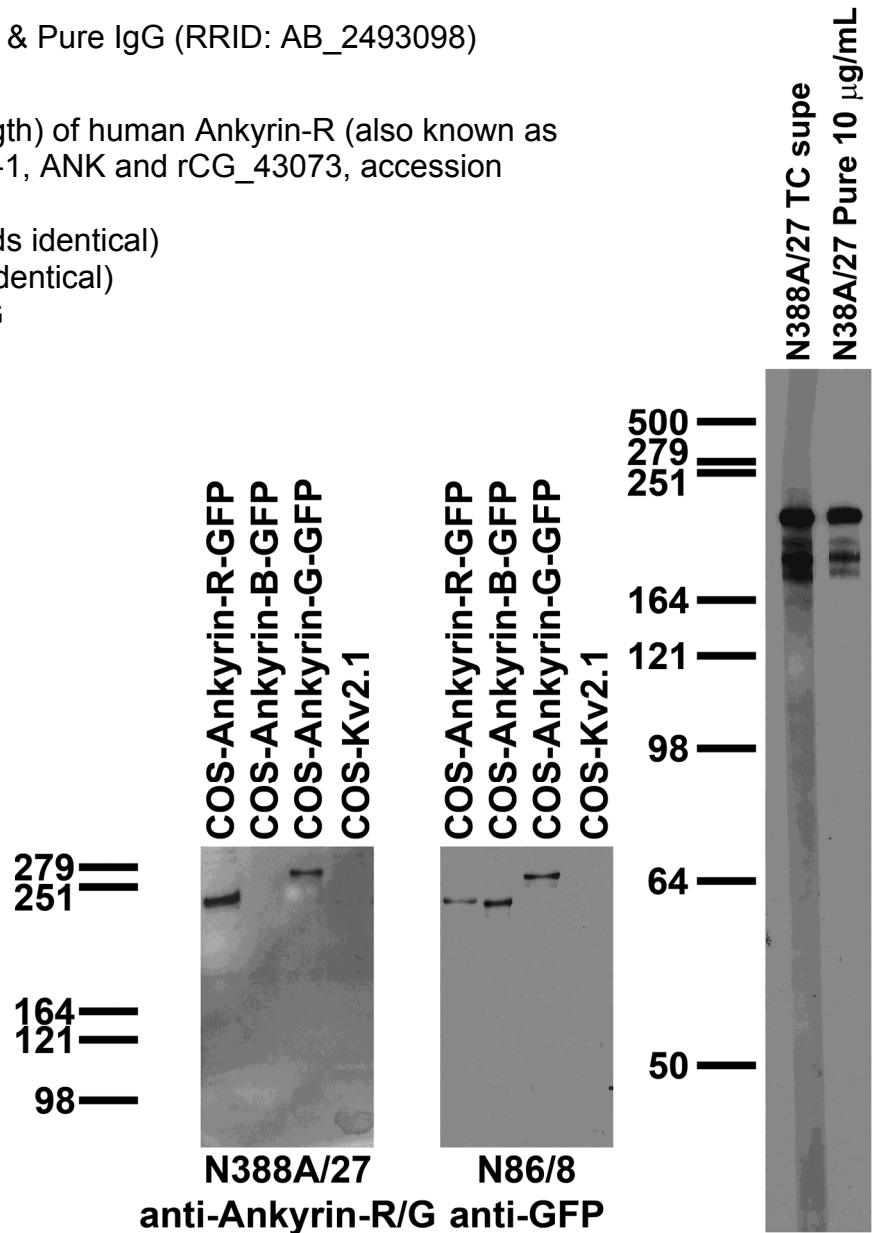 & Pure IgG (RRID: AB_2493098)
gth) of human Ankyrin-R (also known as
-1, ANK and rCG_43073, accession
ds identical)
dentical)
N388A/27 TC supe
N38A/27 Pure 10 μg/mL
500
279
251
164
121
98
64
50
COS-Ankyrin-R-GFP
COS-Ankyrin-B-GFP
COS-Ankyrin-G-GFP
COS-Kv2.1
COS-Ankyrin-R-GFP
COS-Ankyrin-B-GFP
COS-Ankyrin-G-GFP
COS-Kv2.1
279
251
164
121
98
N388A/27
anti-Ankyrin-R/G
N86/8
anti-GFP